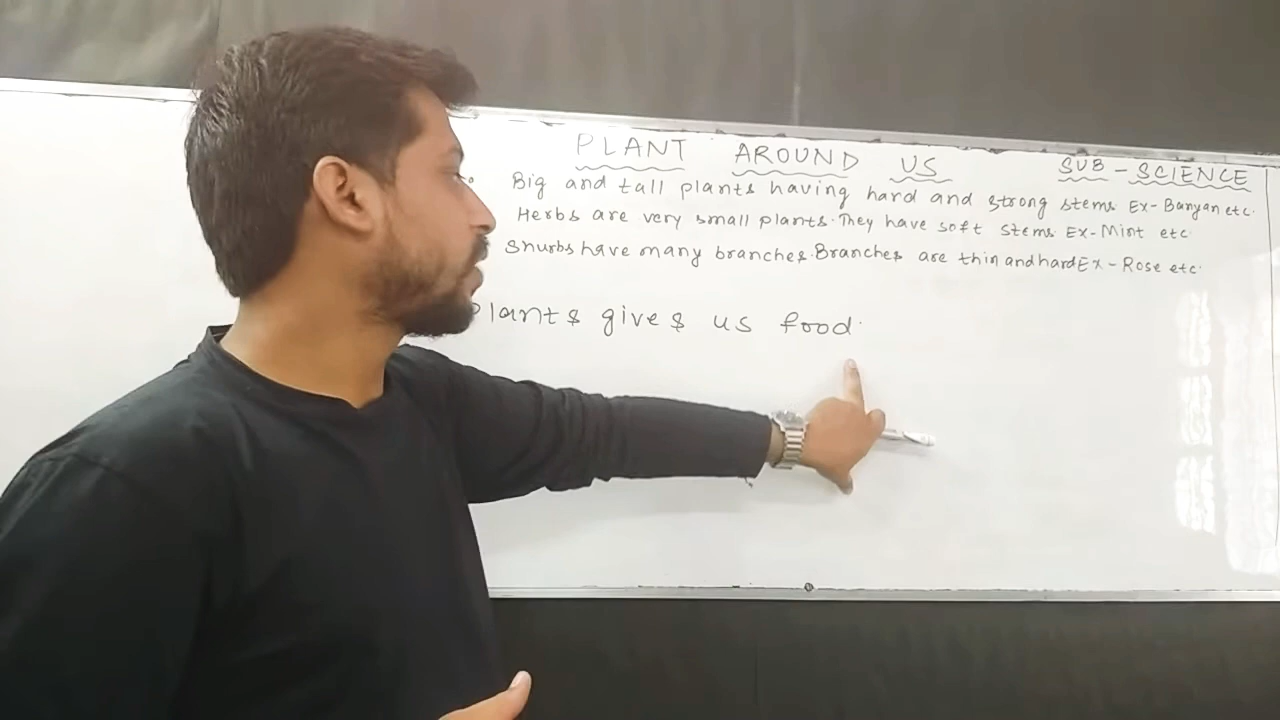 PLANT AROUND US SUB-SCIENCE
Big and tall plants having hard and strong stems Ex-Banyan etc.
Herbs are very small plants. They have soft stems Ex-Mint etc
Shurbs have many branches. Branches are thin and hard Ex-Rose etc.
Plants gives us food.